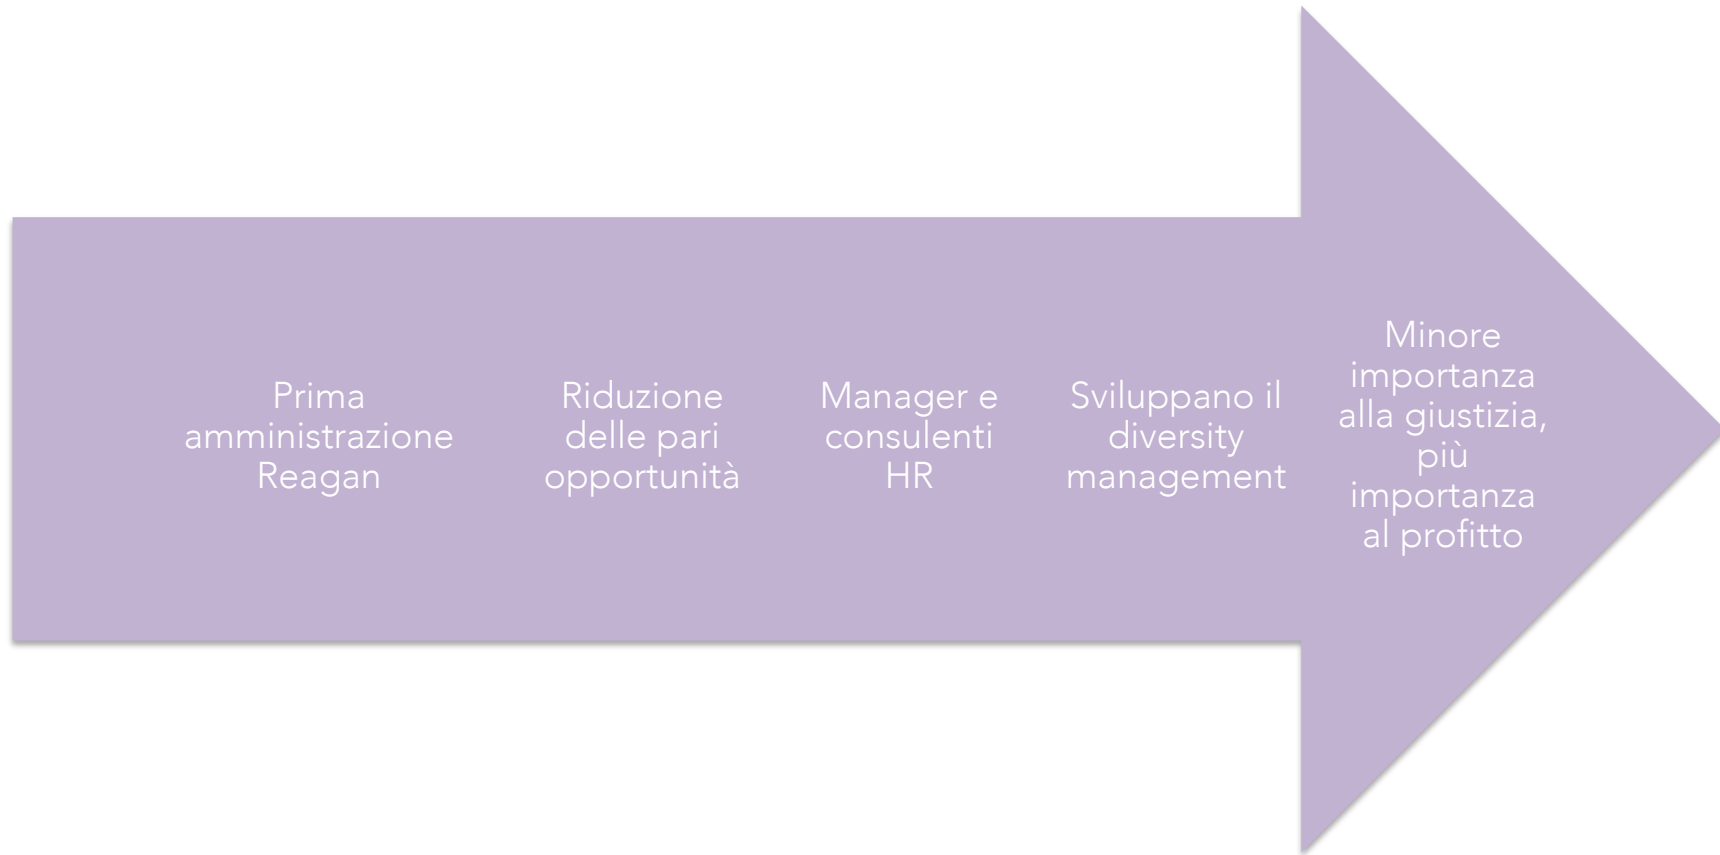 Prima
amministrazione
Reagan
Riduzione
delle pari
opportunità
Manager e
consulenti
HR
Sviluppano il
diversity
management
Minore
importanza
alla giustizia,
più
importanza
al profitto